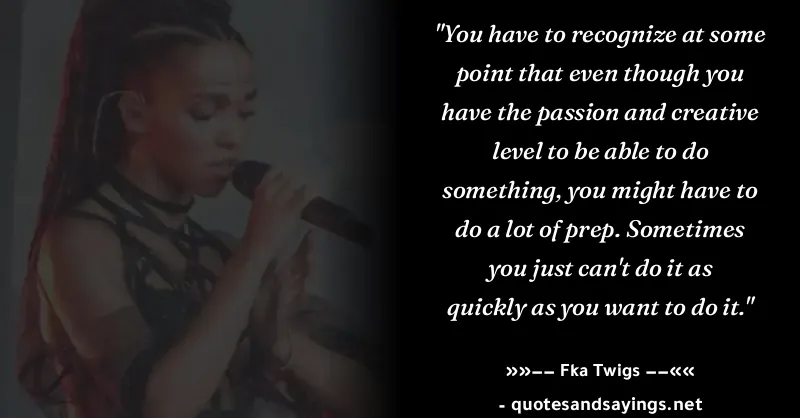 "You have to recognize at some
point that even though you
have the passion and creative
level to be able to do
something, you might have to
do a lot of prep. Sometimes
you just can't do it as
quickly as you want to do it."
»»−− Fka Twigs −−««
- quotesandsayings.net